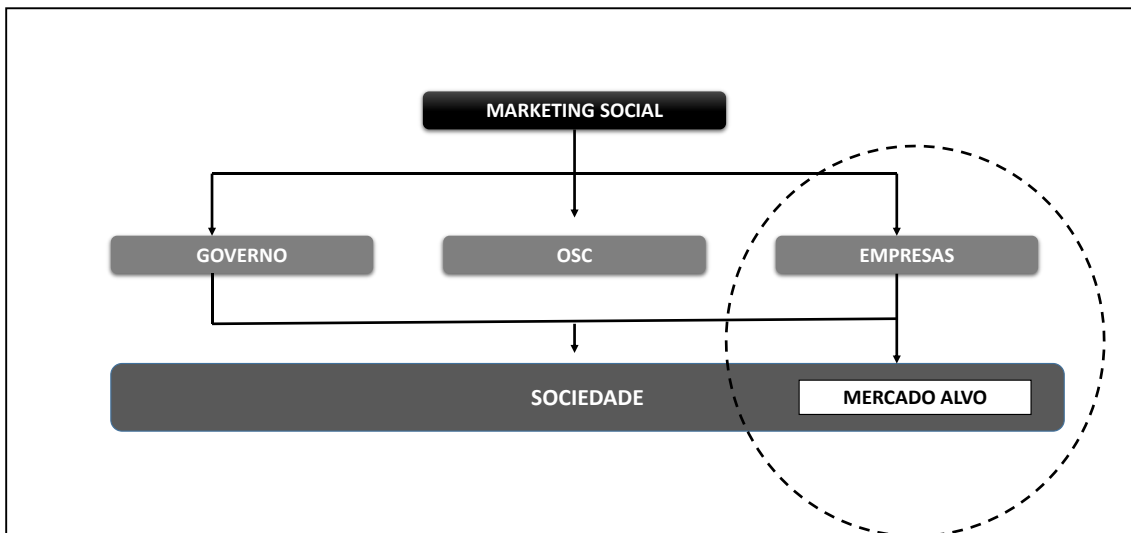 MARKETING SOCIAL
GOVERNO
OSC
EMPRESAS
SOCIEDADE
MERCADO ALVO